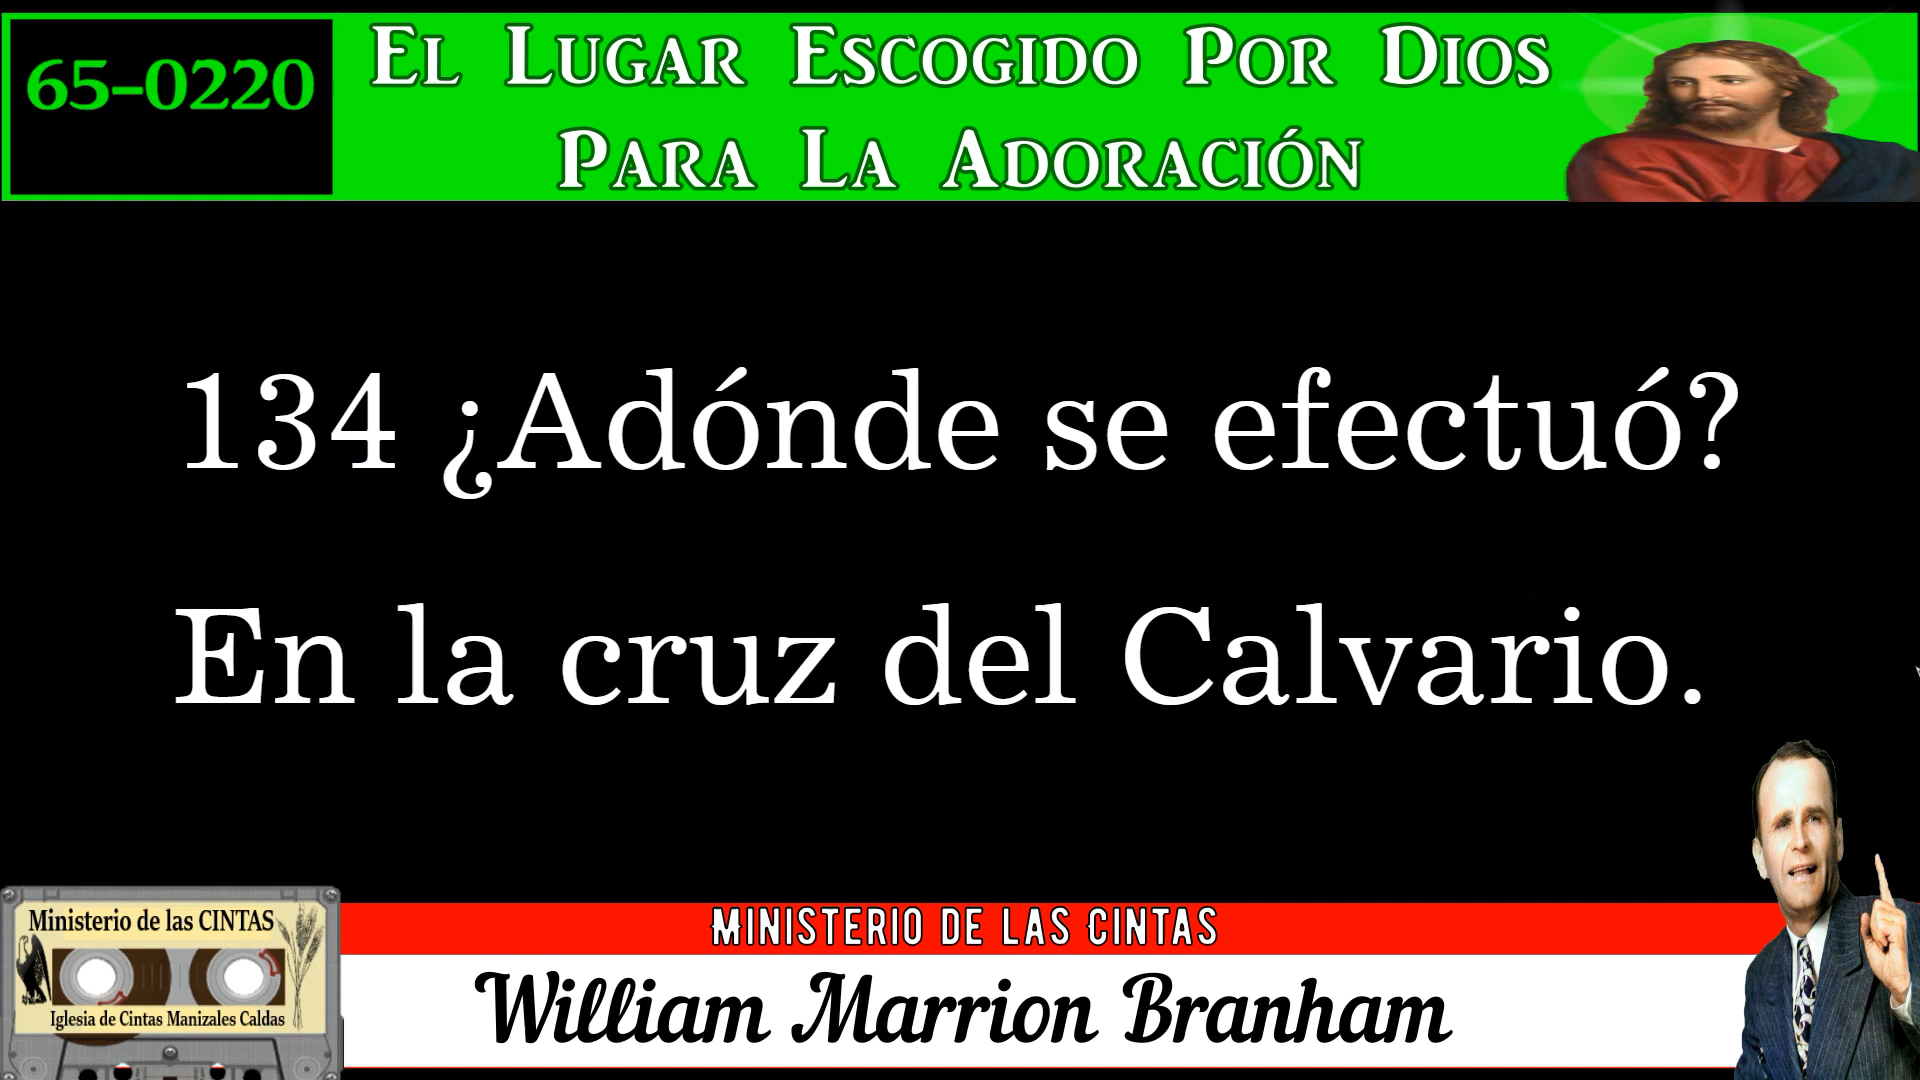 65-0220
El Lugar Escogido Por Dios
Para La Adoración
134 ¿Adónde se efectuó?
En la cruz del Calvario.
Ministerio de las CINTAS
Iglesia de Cintas Manizales Caldas
MINISTERIO DE LAS CINTAS
William Marrion Branham